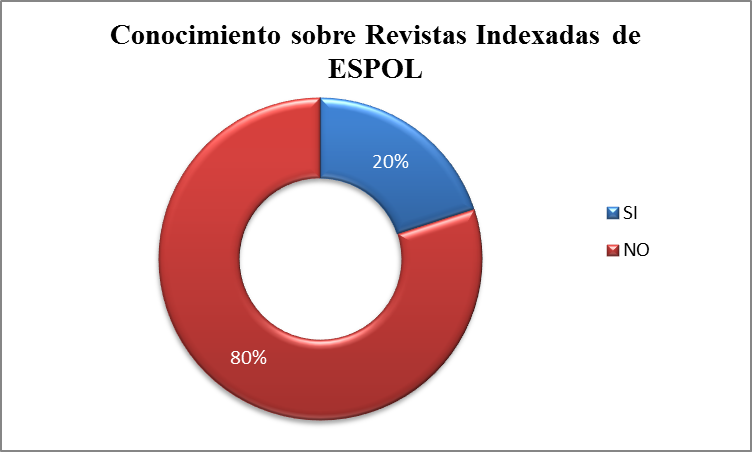 Conocimiento sobre Revistas Indexadas de
ESPOL
20%
SI
NO
80%